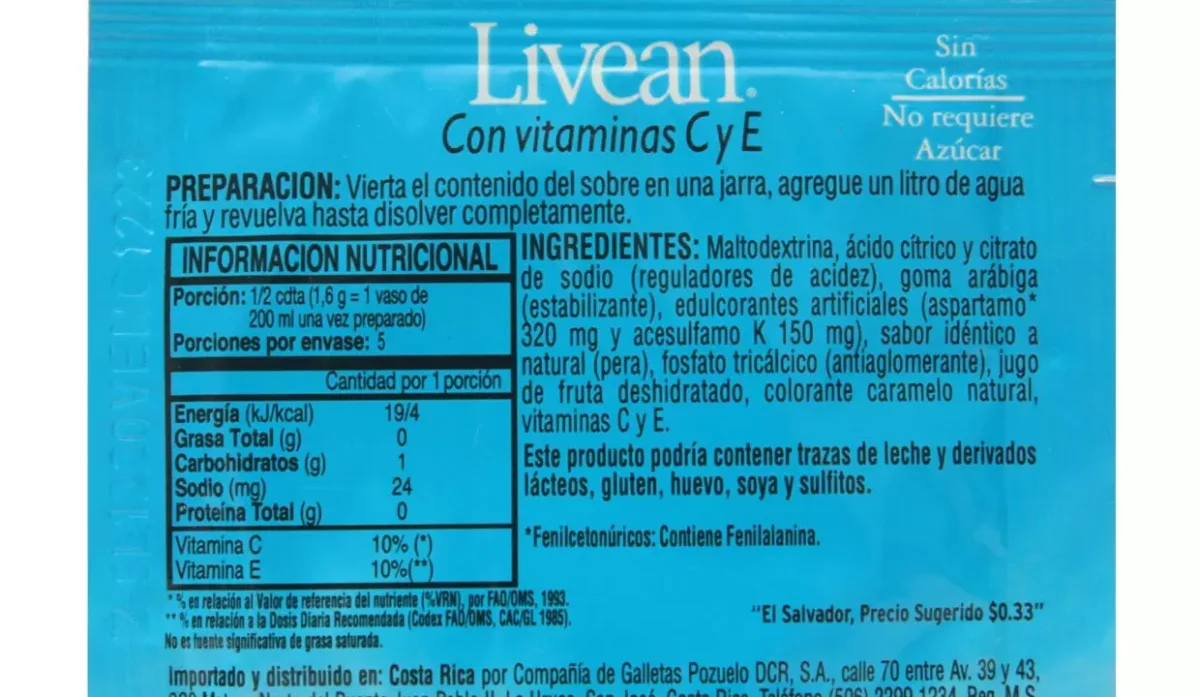 Livean®
Sin
Calorías
No requiere
Azúcar
Con vitaminas C y E
PREPARACION: Vierta el contenido del sobre en una jarra, agregue un litro de agua
fría y revuelva hasta disolver completamente.
INFORMACION NUTRICIONAL
Porción: 1/2 cdta (1,6 g = 1 vaso de
200 ml una vez preparado)
Porciones por envase: 5
Cantidad por 1 porción
Energía (kJ/kcal) 19/4
Grasa Total (g) 0
Carbohidratos (g) 1
Sodio (mg) 24
Proteína Total (g) 0
Vitamina C 10% (*)
Vitamina E 10%(**)
* % en relación al Valor de referencia del nutriente (%VRN), por FAO/OMS, 1993.
** % en relación a la Dosis Diaria Recomendada (Codex FAO/OMS, CAC/GL 1985).
No es fuente significativa de grasa saturada.
INGREDIENTES: Maltodextrina, ácido cítrico y citrato
de sodio (reguladores de acidez), goma arábiga
(estabilizante), edulcorantes artificiales (aspartamo*
320 mg y acesulfamo K 150 mg), sabor idéntico a
natural (pera), fosfato tricálcico (antiaglomerante), jugo
de fruta deshidratado, colorante caramelo natural,
vitaminas C y E.
Este producto podría contener trazas de leche y derivados
lácteos, gluten, huevo, soya y sulfitos.
*Fenilcetonúricos: Contiene Fenilalanina.
"El Salvador, Precio Sugerido $0.33"
Importado y distribuido en: Costa Rica por Compañía de Galletas Pozuelo DCR, S.A., calle 70 entre Av. 39 y 43,